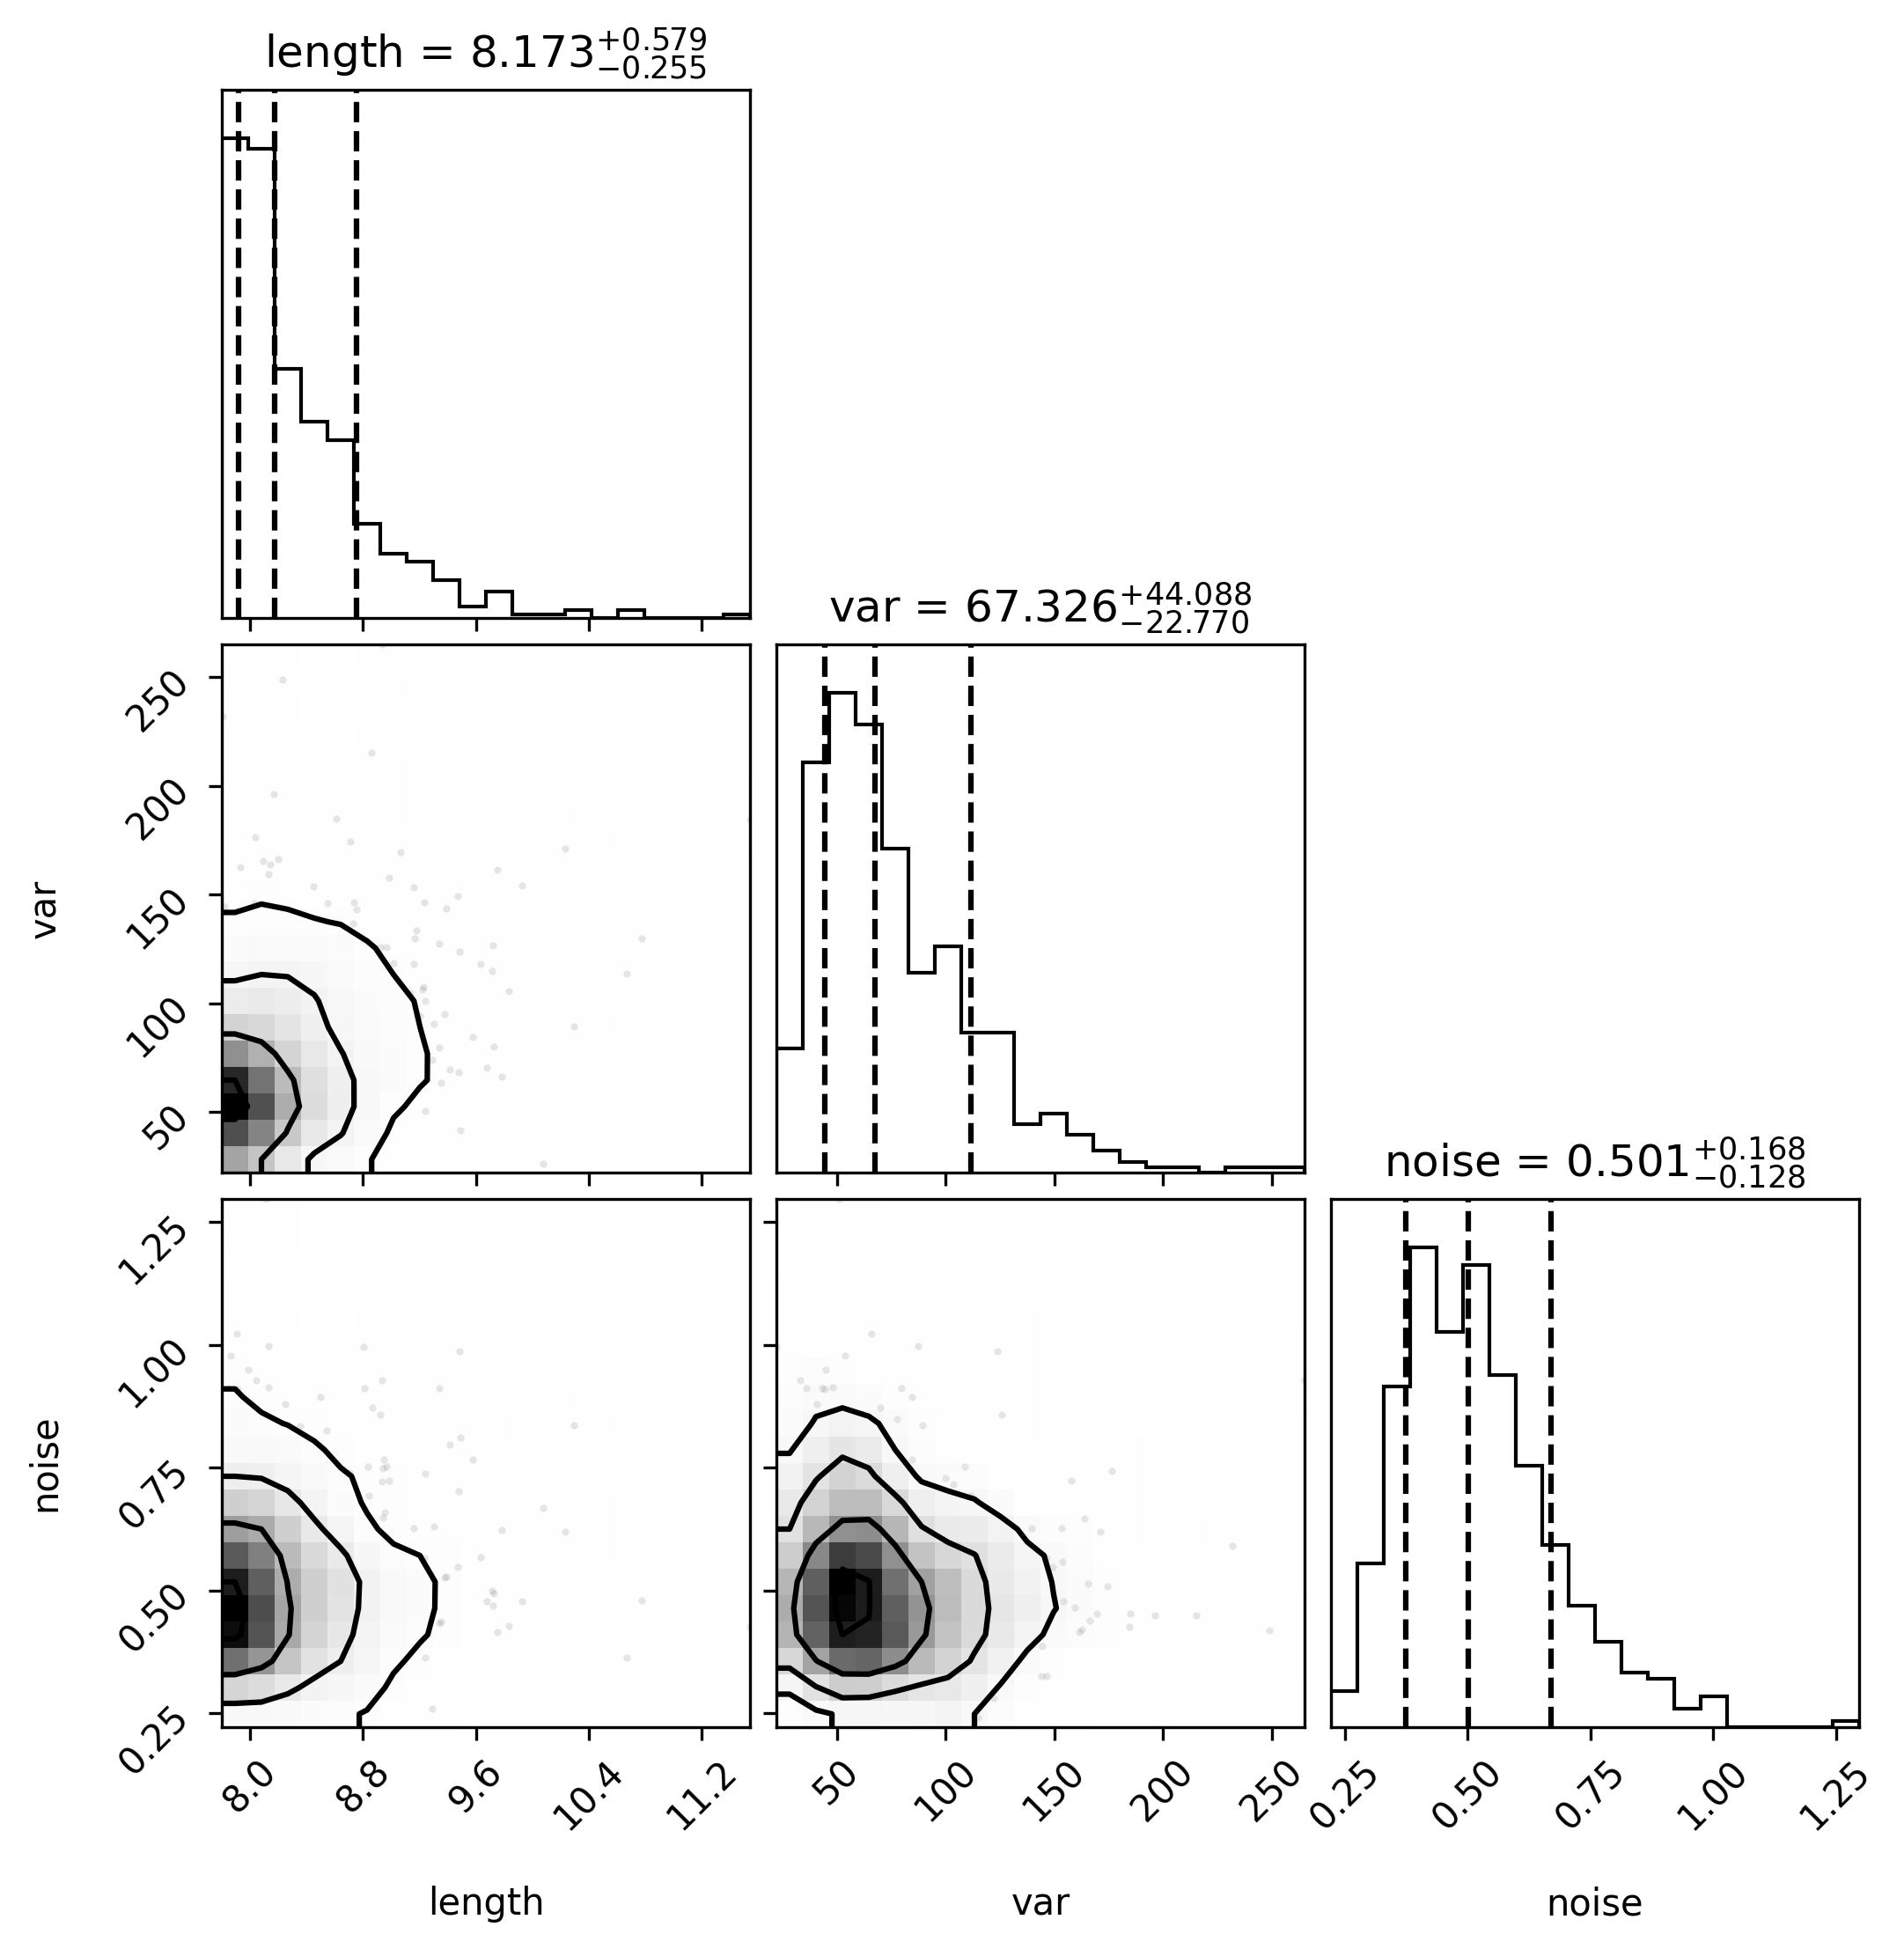 length = 8.173^{+0.579}_{-0.255}
var = 67.326^{+44.088}_{-22.770}
250
200
150
100
50
var
noise = 0.501^{+0.168}_{-0.128}
1.25
1.00
0.75
0.50
0.25
noise
8.0 8.8 9.6 10.4 11.2
50 100 150 200 250
0.25 0.50 0.75 1.00 1.25
length
var
noise